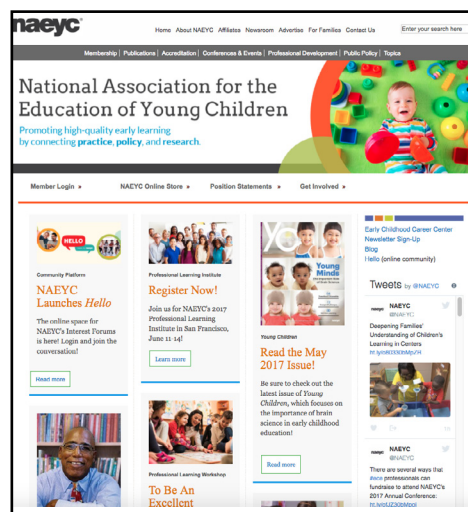 naeyc
Home About NAEYC Affiliates Newsroom Advertise For Families Contact Us
Enter your search here
Membership | Publications | Accreditation | Conferences & Events | Professional Development | Public Policy | Topics
National Association for the
Education of Young Children
Promoting high-quality early learning
by connecting practice, policy, and research.
Member Login »
NAEYC Online Store »
Position Statements »
Get Involved »
HELLO
Community Platform
NAEYC
Launches Hello
The online space for
NAEYC's Interest Forums
is here! Login and join the
conversation!
Read more
Professional Learning Institute
Register Now!
Join us for NAEYC's 2017
Professional Learning
Institute in San Francisco,
June 11-14!
Learn more
Professional Learning Workshop
To Be An
Excellent
YC
Young
Minds
Young Children
Read the May
2017 Issue!
Be sure to check out the
latest issue of Young
Children, which focuses on
the importance of brain
science in early childhood
education!
Read more
Early Childhood Career Center
Newsletter Sign-Up
Blog
Hello (online community)
Tweets by @NAEYC
NAEYC
@NAEYC
Deepening Families'
Understanding of Children's
Learning in Centers
NAEYC
@NAEYC
There are several ways that
#ece professionals can
fundraise to attend NAEYC's
2017 Annual Conference: